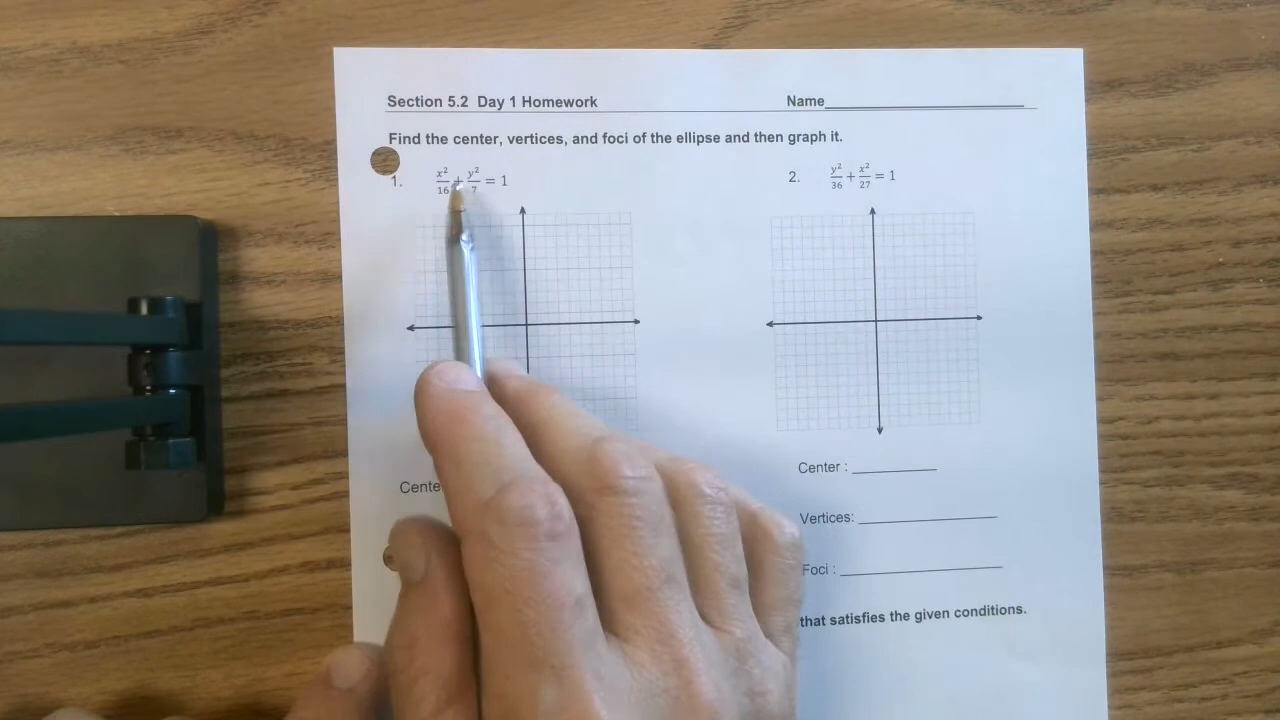 Section 5.2 Day 1 Homework Name
Find the center, vertices, and foci of the ellipse and then graph it.
1. x²/16 + y²/7 = 1
2. y²/36 + x²/27 = 1
Cente
Center :
Vertices:
Foci :
that satisfies the given conditions.